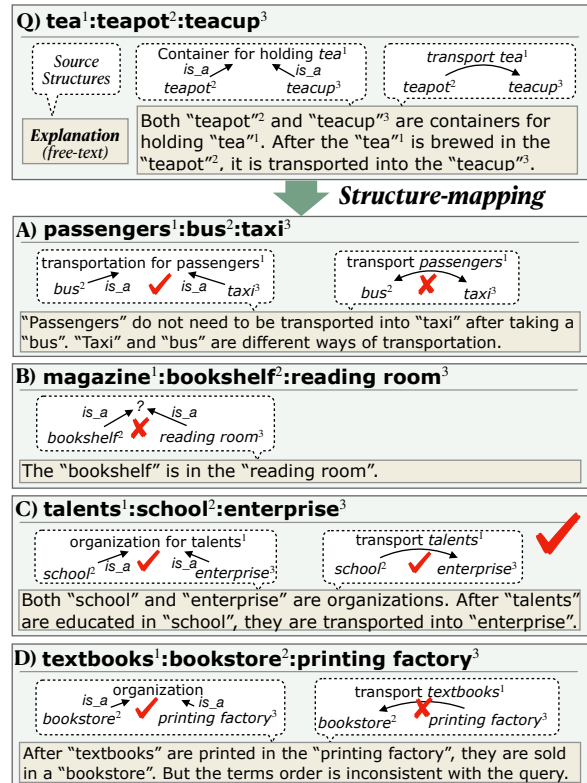 Q) tea¹:teapot²:teacup³
Source
Structures
Explanation
(free-text)
Container for holding tea¹
is_a is_a
teapot² teacup³
transport tea¹
teapot² teacup³
Both “teapot”² and “teacup”³ are containers for
holding “tea”¹. After the “tea”¹ is brewed in the
“teapot”², it is transported into the “teacup”³.
Structure-mapping
A) passengers¹:bus²:taxi³
transportation for passengers¹
bus² is_a is_a taxi³
transport passengers¹
bus² taxi³
“Passengers” do not need to be transported into “taxi” after taking a
“bus”. “Taxi” and “bus” are different ways of transportation.
B) magazine¹:bookshelf²:reading room³
is_a ? is_a
bookshelf² reading room³
The “bookshelf” is in the “reading room”.
C) talents¹:school²:enterprise³
organization for talents¹
school² is_a is_a enterprise³
transport talents¹
school² enterprise³
Both “school” and “enterprise” are organizations. After “talents”
are educated in “school”, they are transported into “enterprise”.
D) textbooks¹:bookstore²:printing factory³
organization
is_a is_a
bookstore² printing factory³
transport textbooks¹
bookstore² printing factory³
After “textbooks” are printed in the “printing factory”, they are sold
in a “bookstore”. But the terms order is inconsistent with the query.